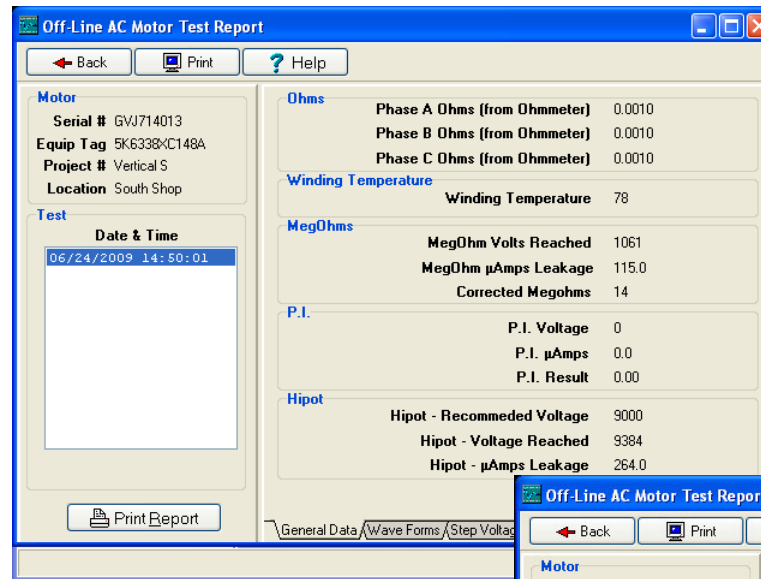 Off-Line AC Motor Test Report
Back Print ? Help
Motor
Serial # GVJ714013
Equip Tag 5K6338XC148A
Project # Vertical S
Location South Shop
Test
Date & Time
06/24/2009 14:50:01
Print Report
Ohms
Phase A Ohms (from Ohmmeter) 0.0010
Phase B Ohms (from Ohmmeter) 0.0010
Phase C Ohms (from Ohmmeter) 0.0010
Winding Temperature
Winding Temperature 78
MegOhms
MegOhm Volts Reached 1061
MegOhm µAmps Leakage 115.0
Corrected Megohms 14
P.I.
P.I. Voltage 0
P.I. µAmps 0.0
P.I. Result 0.00
Hipot
Hipot - Recommeded Voltage 9000
Hipot - Voltage Reached 9384
Hipot - µAmps Leakage 264.0
General Data Wave Forms Step Voltag
Off-Line AC Motor Test Repor
Back Print
Motor